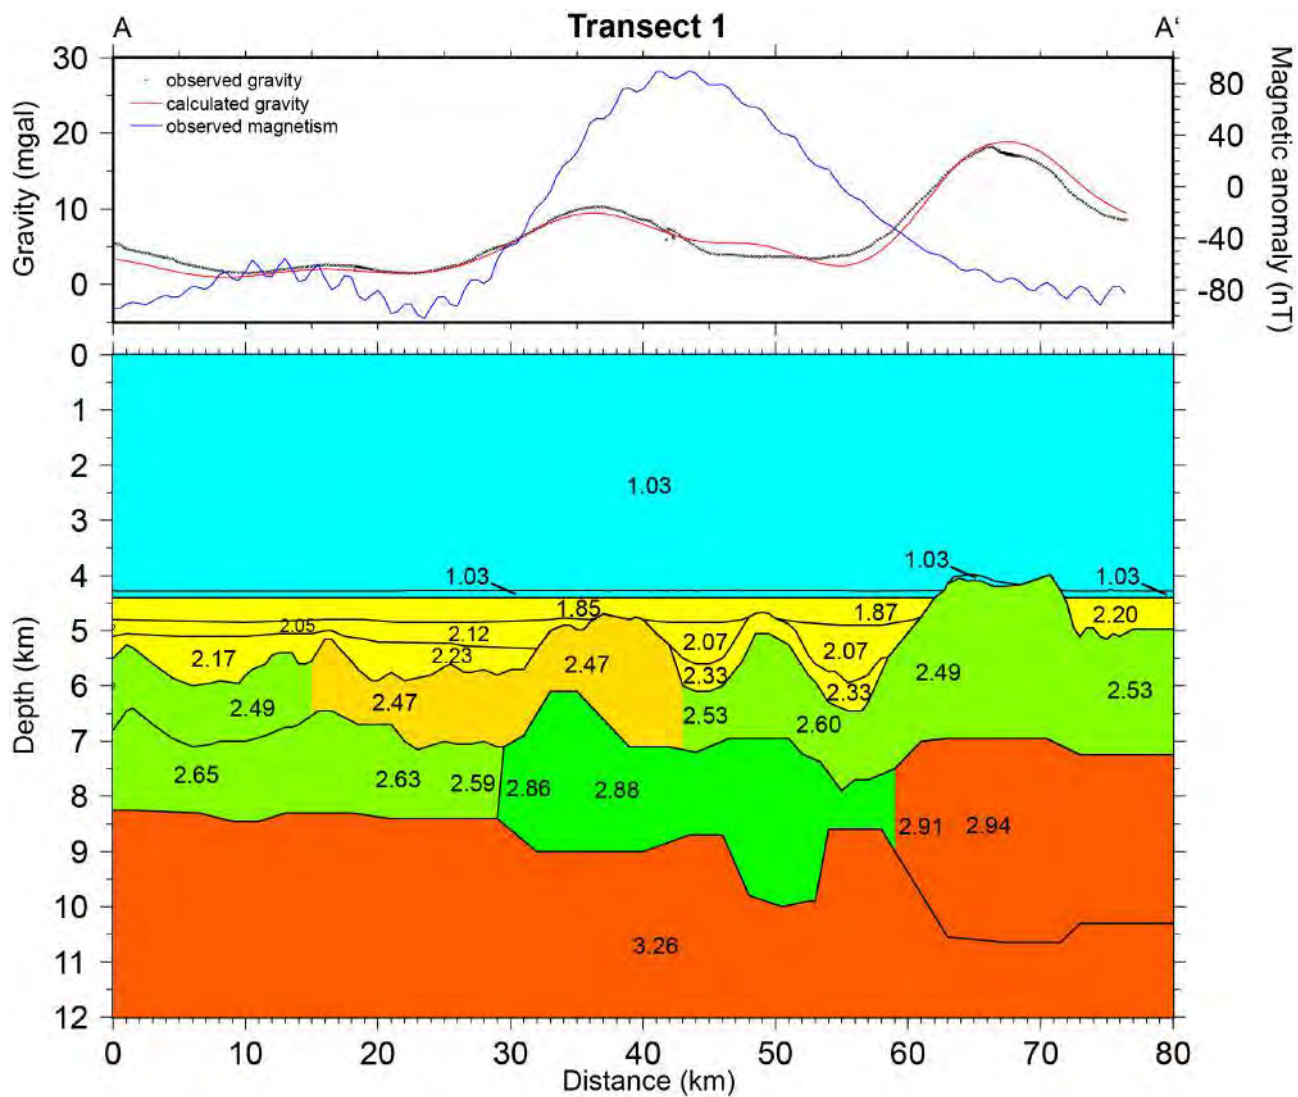 A Transect 1 A'
30
20
10
0
Gravity (mgal)
observed gravity
calculated gravity
observed magnetism
80
40
0
-40
-80
Magnetic anomaly (nT)
0
1
2
3
4
5
6
7
8
9
10
11
12
Depth (km)
1.03
1.03 1.03 1.03
1.85 1.87 2.20
2.05 2.12 2.07 2.07
2.17 2.23 2.47 2.33 2.33 2.49 2.53
2.49 2.47 2.53 2.60
2.65 2.63 2.59 2.86 2.88
2.91 2.94
3.26
0 10 20 30 40 50 60 70 80
Distance (km)